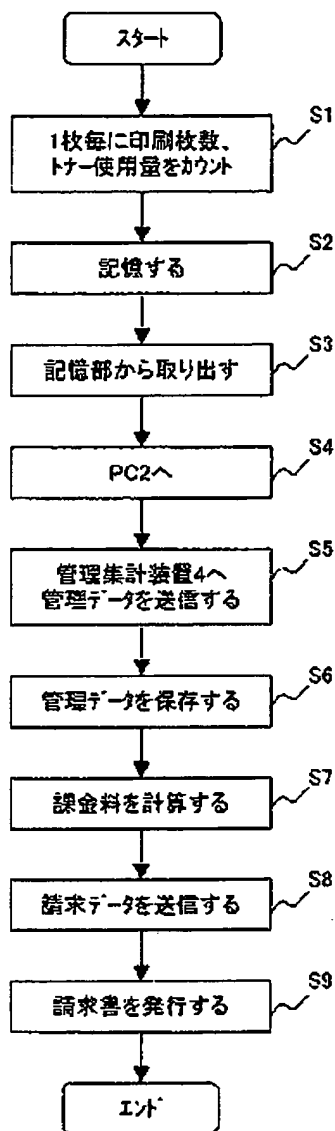 スタート
S1
1枚毎に印刷枚数、
トナー使用量をカウント
S2
記憶する
S3
記憶部から取り出す
S4
PC2へ
S5
管理集計装置4へ
管理データを送信する
S6
管理データを保存する
S7
課金料を計算する
S8
請求データを送信する
S9
請求書を発行する
エンド